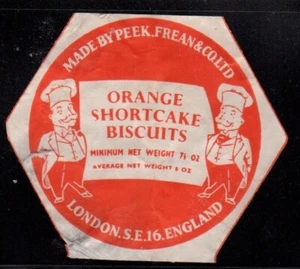 MADE BY PEEK.FREAN&CO.LTD
ORANGE
SHORTCAKE
BISCUITS
MINIMUM NET WEIGHT 7½ OZ
AVERAGE NET WEIGHT 8 OZ
LONDON.S.E.16.ENGLAND